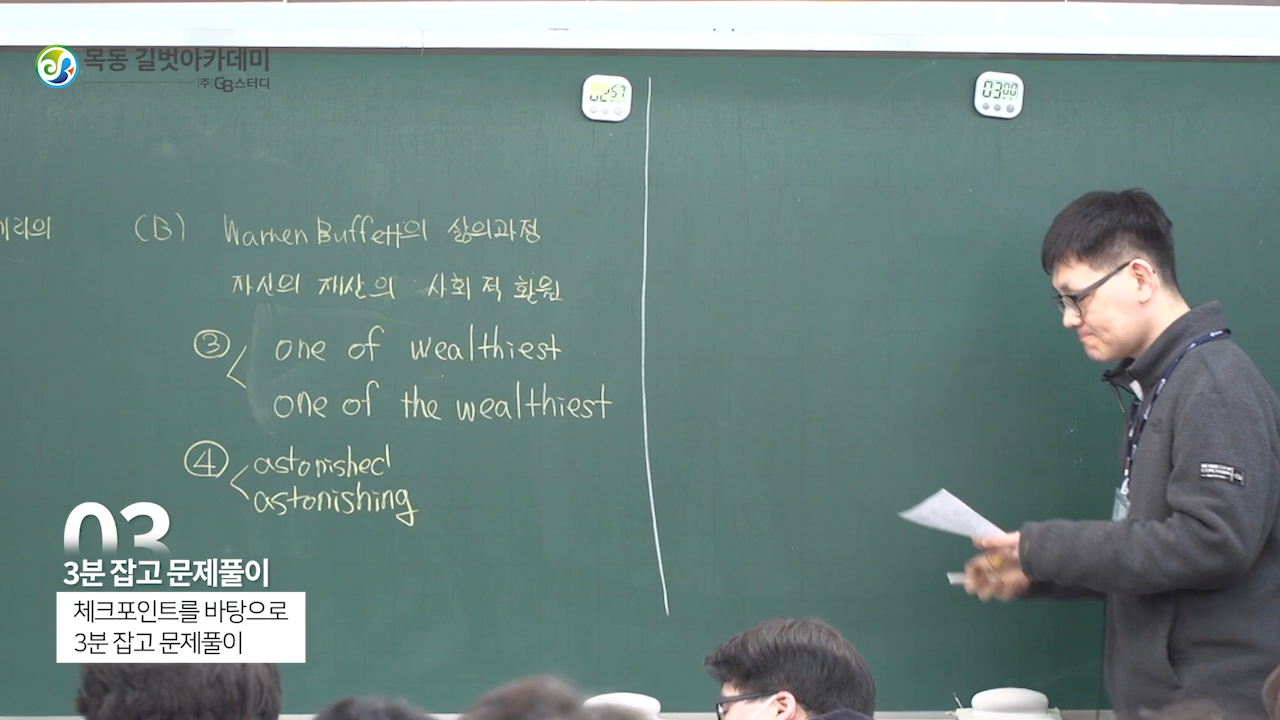 목동 길벗아카데미
(주)GB스터디
03:00
(B) Warren Buffett의 삶의과정
자신의 재산의 사회적 환원
③ one of wealthiest
one of the wealthiest
④ astonished
astonishing
03
3분 잡고 문제풀이
체크포인트를 바탕으로
3분 잡고 문제풀이